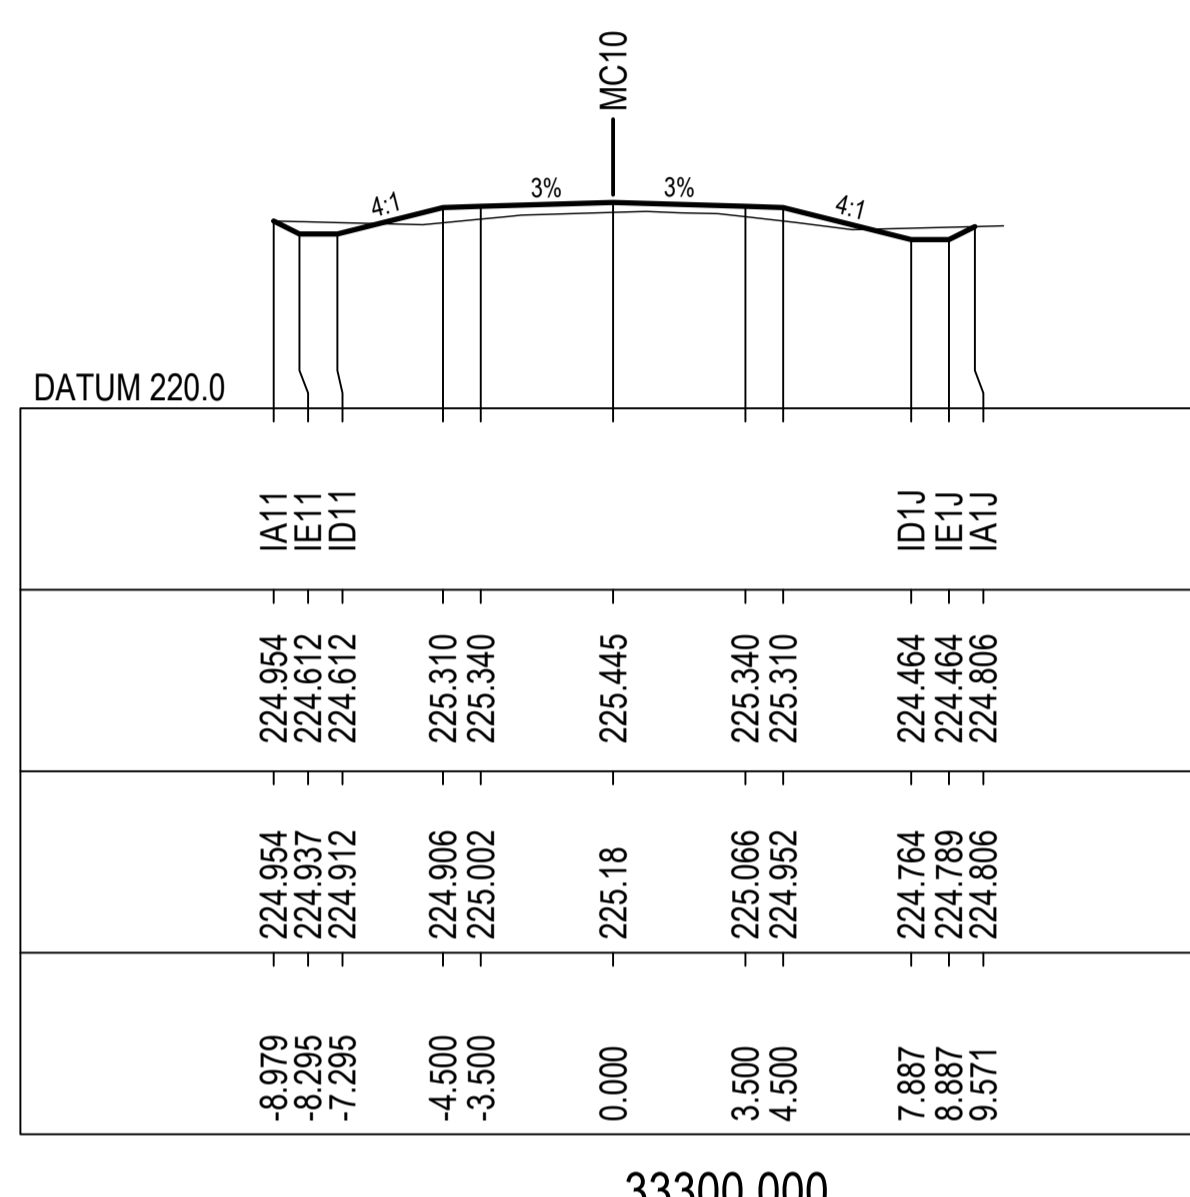 MC10
4:1
3%
3%
4:1
DATUM 220.0
IA11 IE11 ID11 ID1J IE1J IA1J
224.954 224.612 224.612 225.310 225.340 225.445 225.340 225.310 224.464 224.464 224.806
224.954 224.937 224.912 224.906 225.002 225.18 225.066 224.952 224.764 224.789 224.806
-8.979 -8.295 -7.295 -4.500 -3.500 0.000 3.500 4.500 7.887 8.887 9.571
33300.000